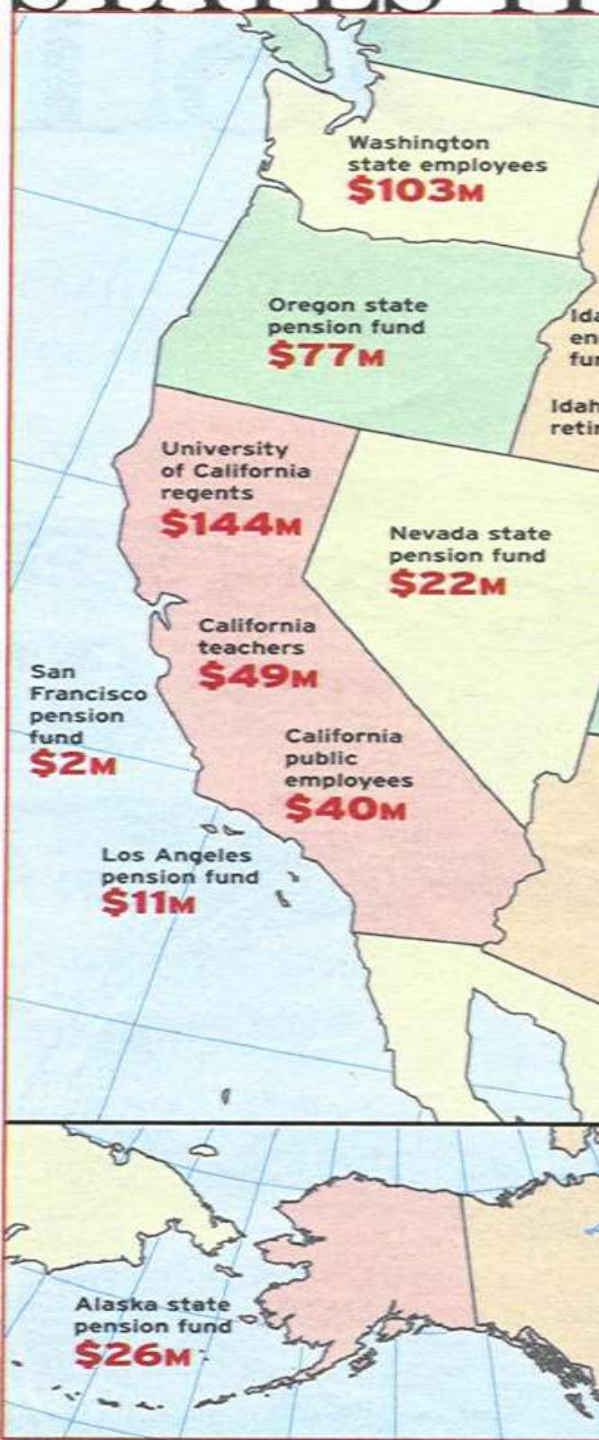 Washington
state employees
$103M
Oregon state
pension fund
$77M
University
of California
regents
$144M
Nevada state
pension fund
$22M
California
teachers
$49M
San
Francisco
pension
fund
$2M
California
public
employees
$40M
Los Angeles
pension fund
$11M
Alaska state
pension fund
$26M